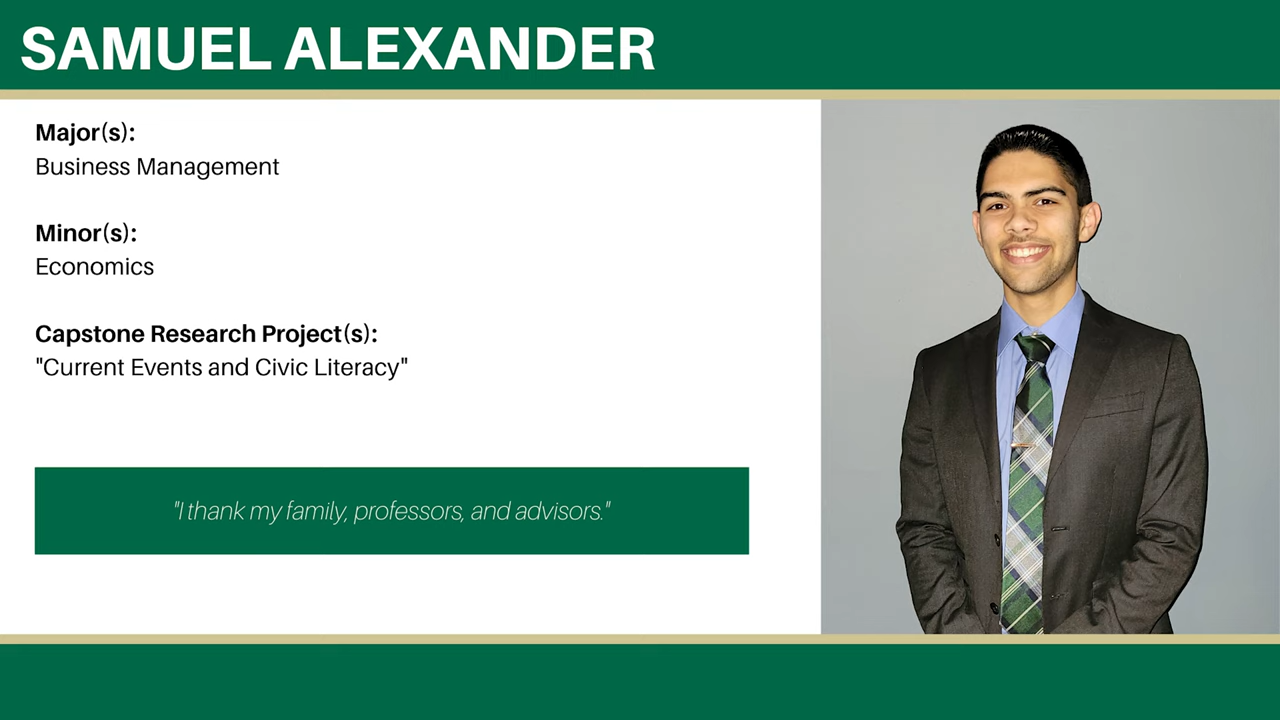 SAMUEL ALEXANDER
Major(s):
Business Management
Minor(s):
Economics
Capstone Research Project(s):
"Current Events and Civic Literacy"
"I thank my family, professors, and advisors."